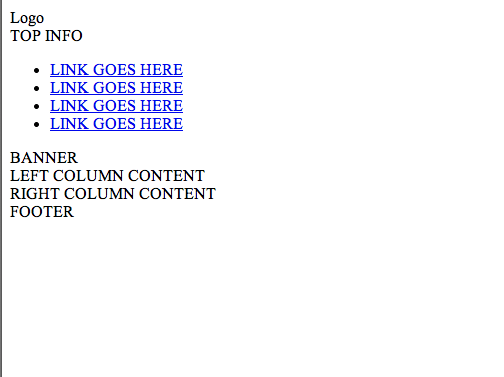 Logo
TOP INFO
LINK GOES HERE
LINK GOES HERE
LINK GOES HERE
LINK GOES HERE
BANNER
LEFT COLUMN CONTENT
RIGHT COLUMN CONTENT
FOOTER